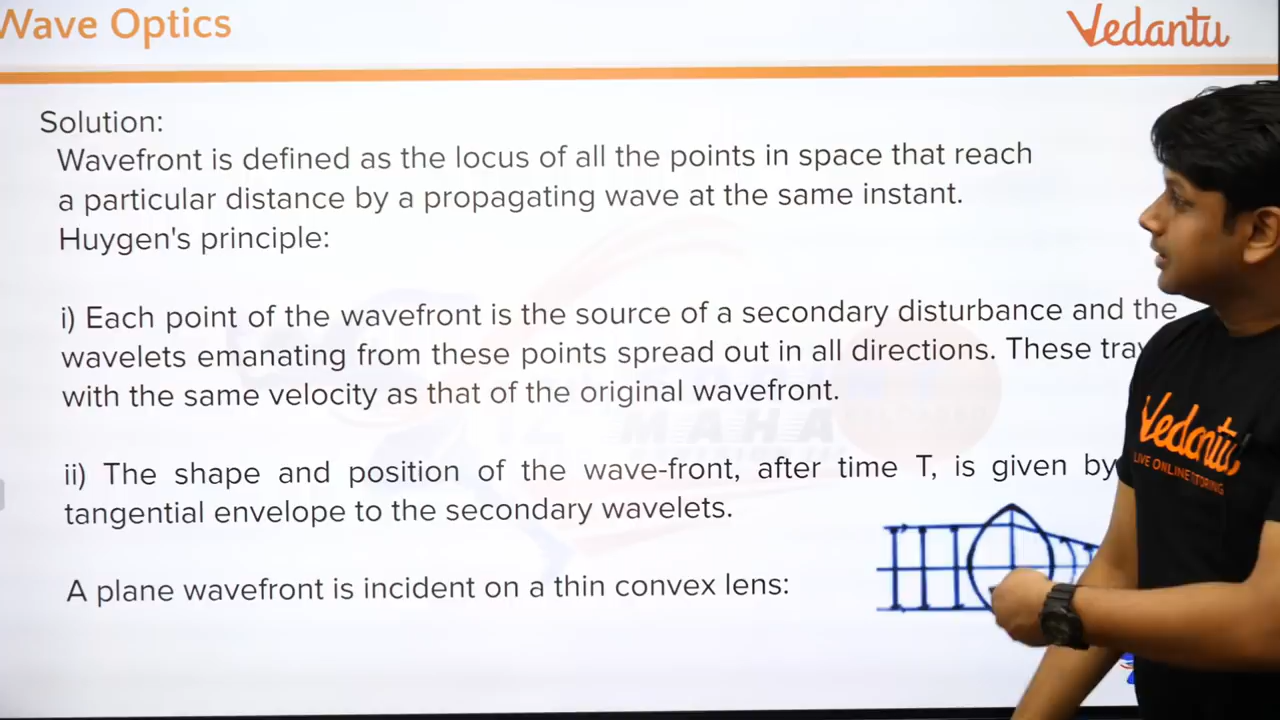 Wave Optics
Vedantu
Solution:
Wavefront is defined as the locus of all the points in space that reach
a particular distance by a propagating wave at the same instant.
Huygen's principle:
i) Each point of the wavefront is the source of a secondary disturbance and the
wavelets emanating from these points spread out in all directions. These
with the same velocity as that of the original wavefront.
MAHA
ii) The shape and position of the wave-front, after time T, is given by
tangential envelope to the secondary wavelets.
A plane wavefront is incident on a thin convex lens:
Vedantu
LIVE ONLINE TUTORING